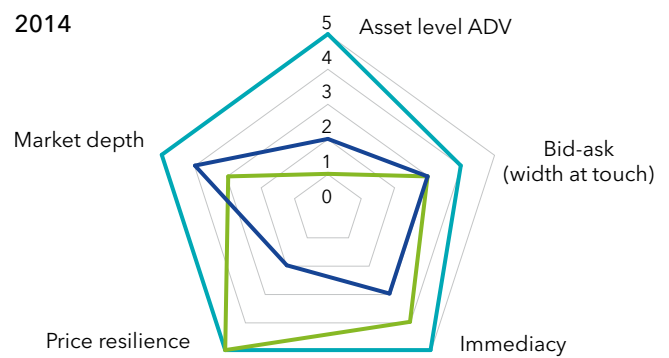 2014
5
Asset level ADV
4
3
Market depth
2
Bid-ask
(width at touch)
1
0
Price resilience
Immediacy